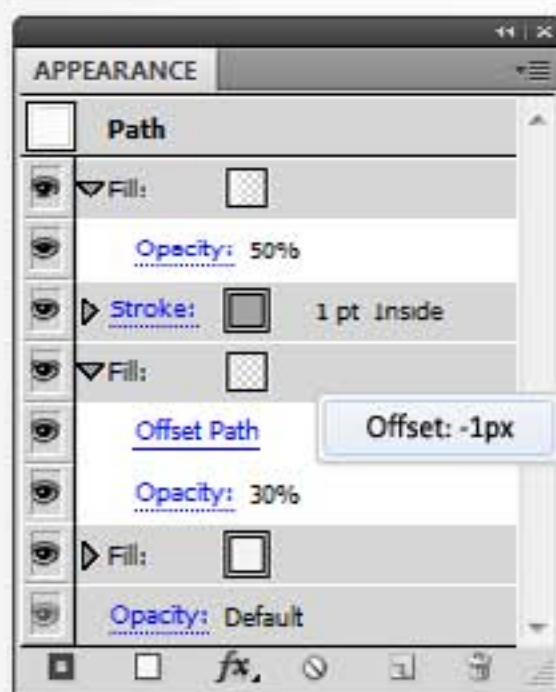 APPEARANCE
Path
Fill:
Opacity: 50%
Stroke: 1 pt Inside
Fill:
Offset Path
Offset: -1px
Opacity: 30%
Fill:
Opacity: Default
fx.